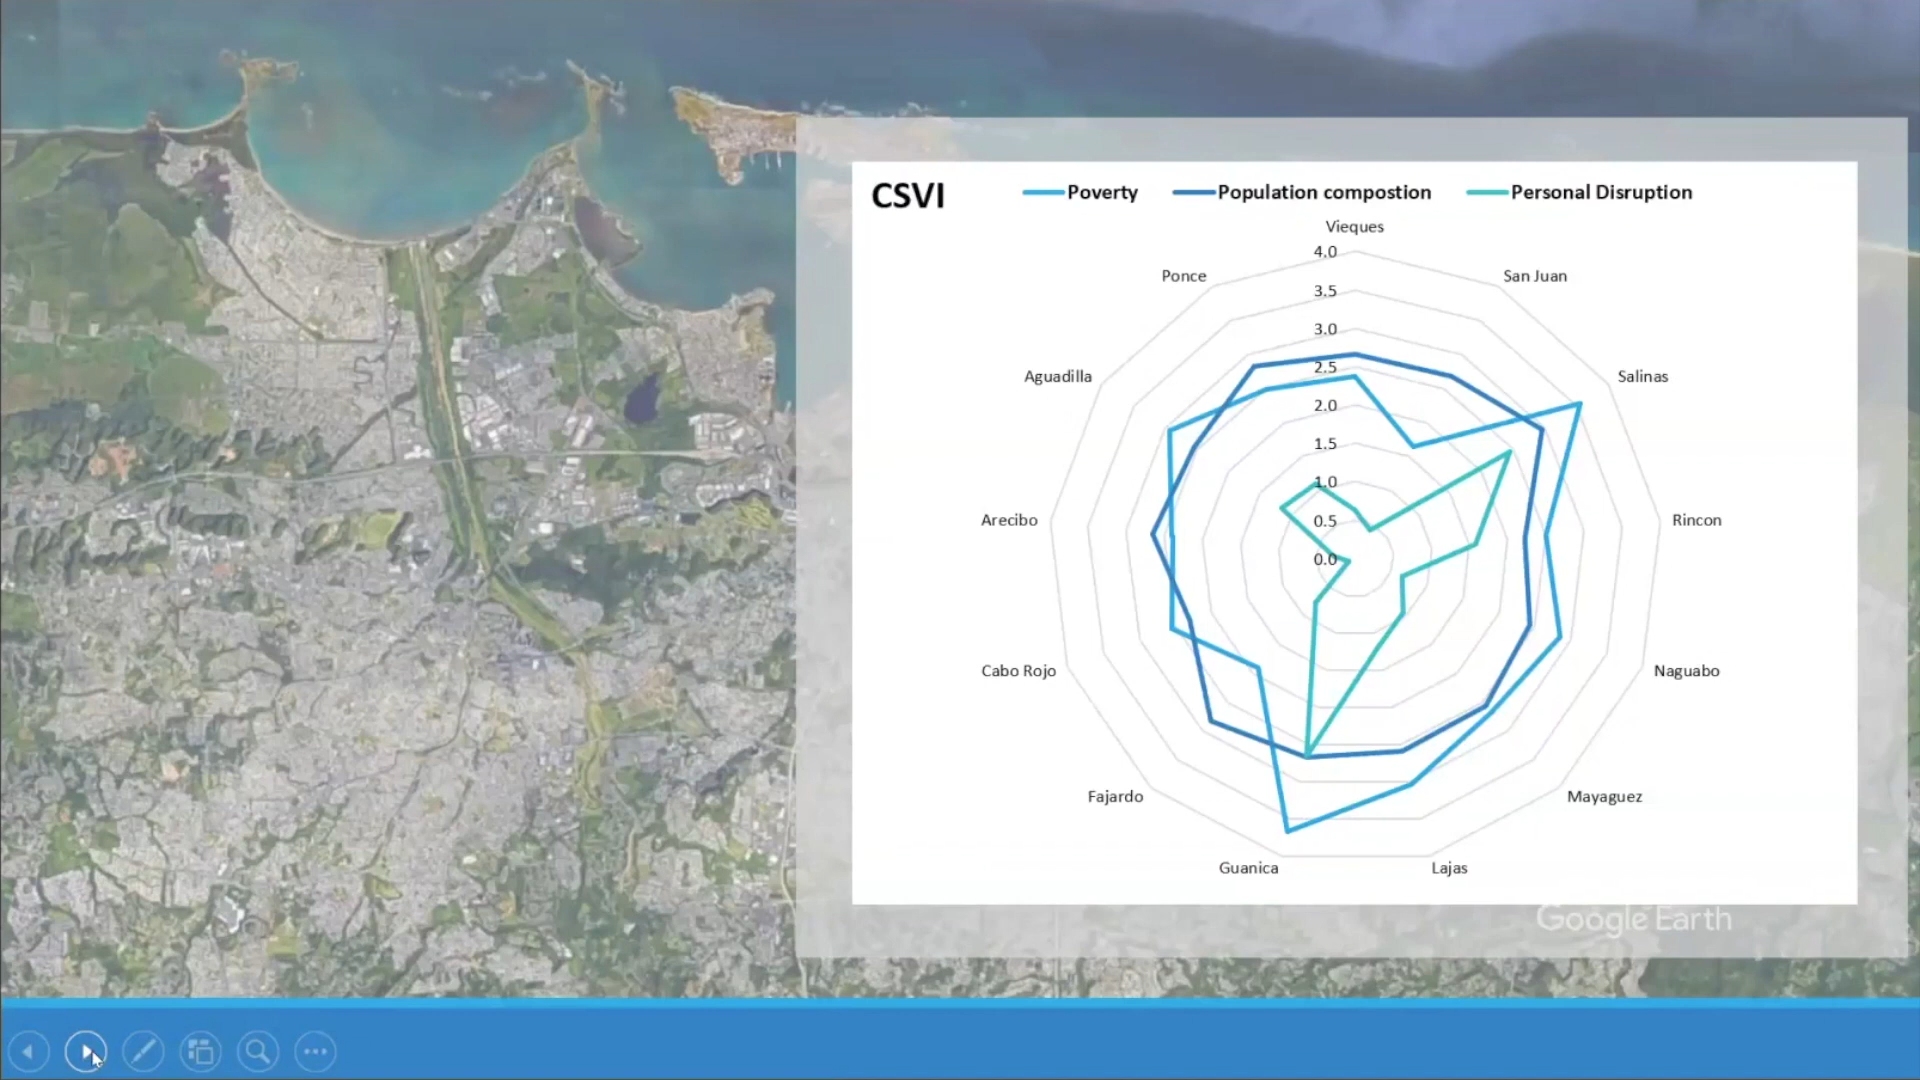 CSVI
Poverty Population compostion Personal Disruption
Vieques
4.0
Ponce
San Juan
3.5
3.0
2.5
Aguadilla
Salinas
2.0
1.5
1.0
Arecibo
0.5
Rincon
0.0
Cabo Rojo
Naguabo
Fajardo
Mayaguez
Guanica
Lajas
Google Earth